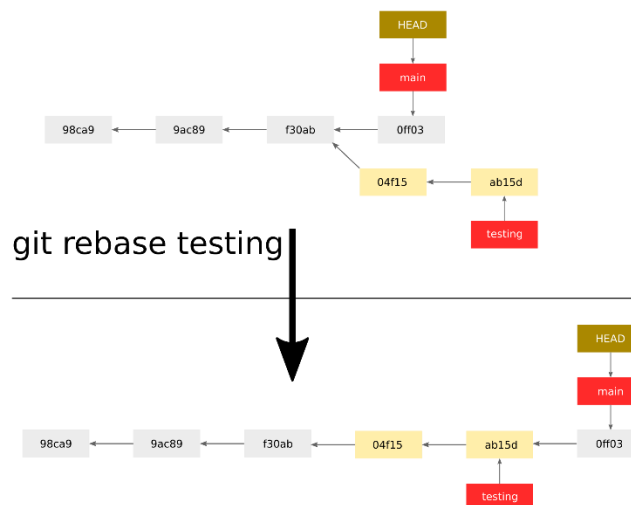 HEAD
main
98ca9 9ac89 f30ab 0ff03
04f15 ab15d
testing
git rebase testing
HEAD
main
98ca9 9ac89 f30ab 04f15 ab15d 0ff03
testing